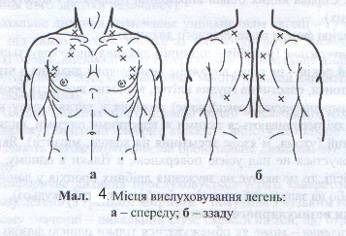 а
б
Мал. 4. Місця вислуховування легень:
а – спереду; б – ззаду